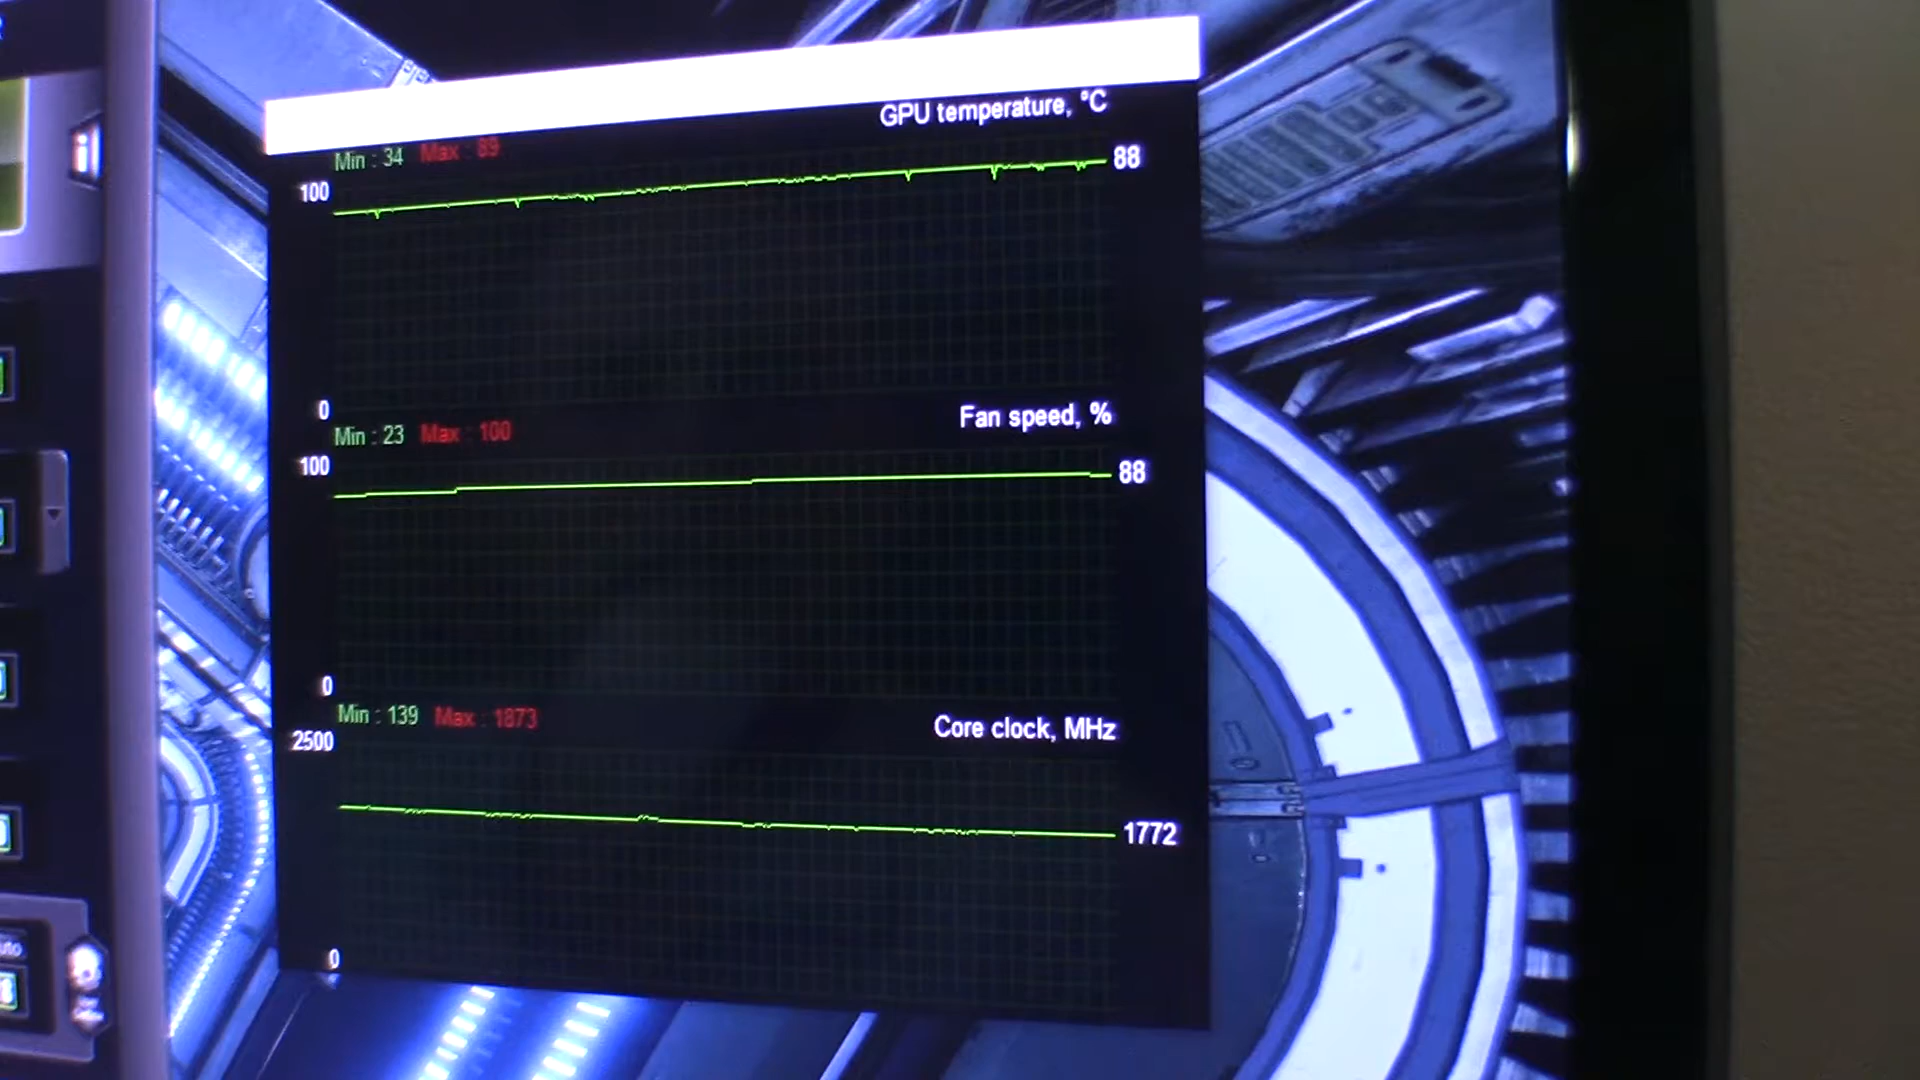 GPU temperature, °C
Min : 34 Max : 89
100
88
0
Fan speed, %
Min : 23 Max : 100
100
88
0
Core clock, MHz
Min : 139 Max : 1873
2500
1772
0